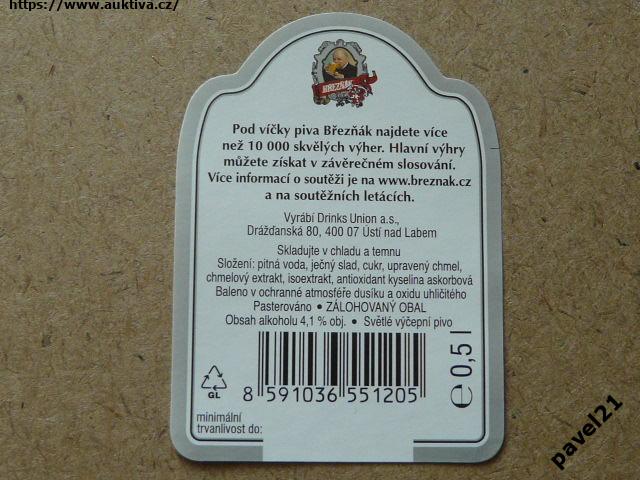 https://www.auktiva.cz/
BŘEZŇÁK
Pod víčky piva Březňák najdete více
než 10 000 skvělých výher. Hlavní výhry
můžete získat v závěrečném slosování.
Více informací o soutěži je na www.breznak.cz
a na soutěžních letácích.
Vyrábí Drinks Union a.s.,
Drážďanská 80, 400 07 Ústí nad Labem
Skladujte v chladu a temnu
Složení: pitná voda, ječný slad, cukr, upravený chmel,
chmelový extrakt, isoextrakt, antioxidant kyselina askorbová
Baleno v ochranné atmosféře dusíku a oxidu uhličitého
Pasterováno • ZÁLOHOVANÝ OBAL
Obsah alkoholu 4,1 % obj. • Světlé výčepní pivo
GL
8 591036 551205
e 0,5 l
minimální
trvanlivost do:
pavel21